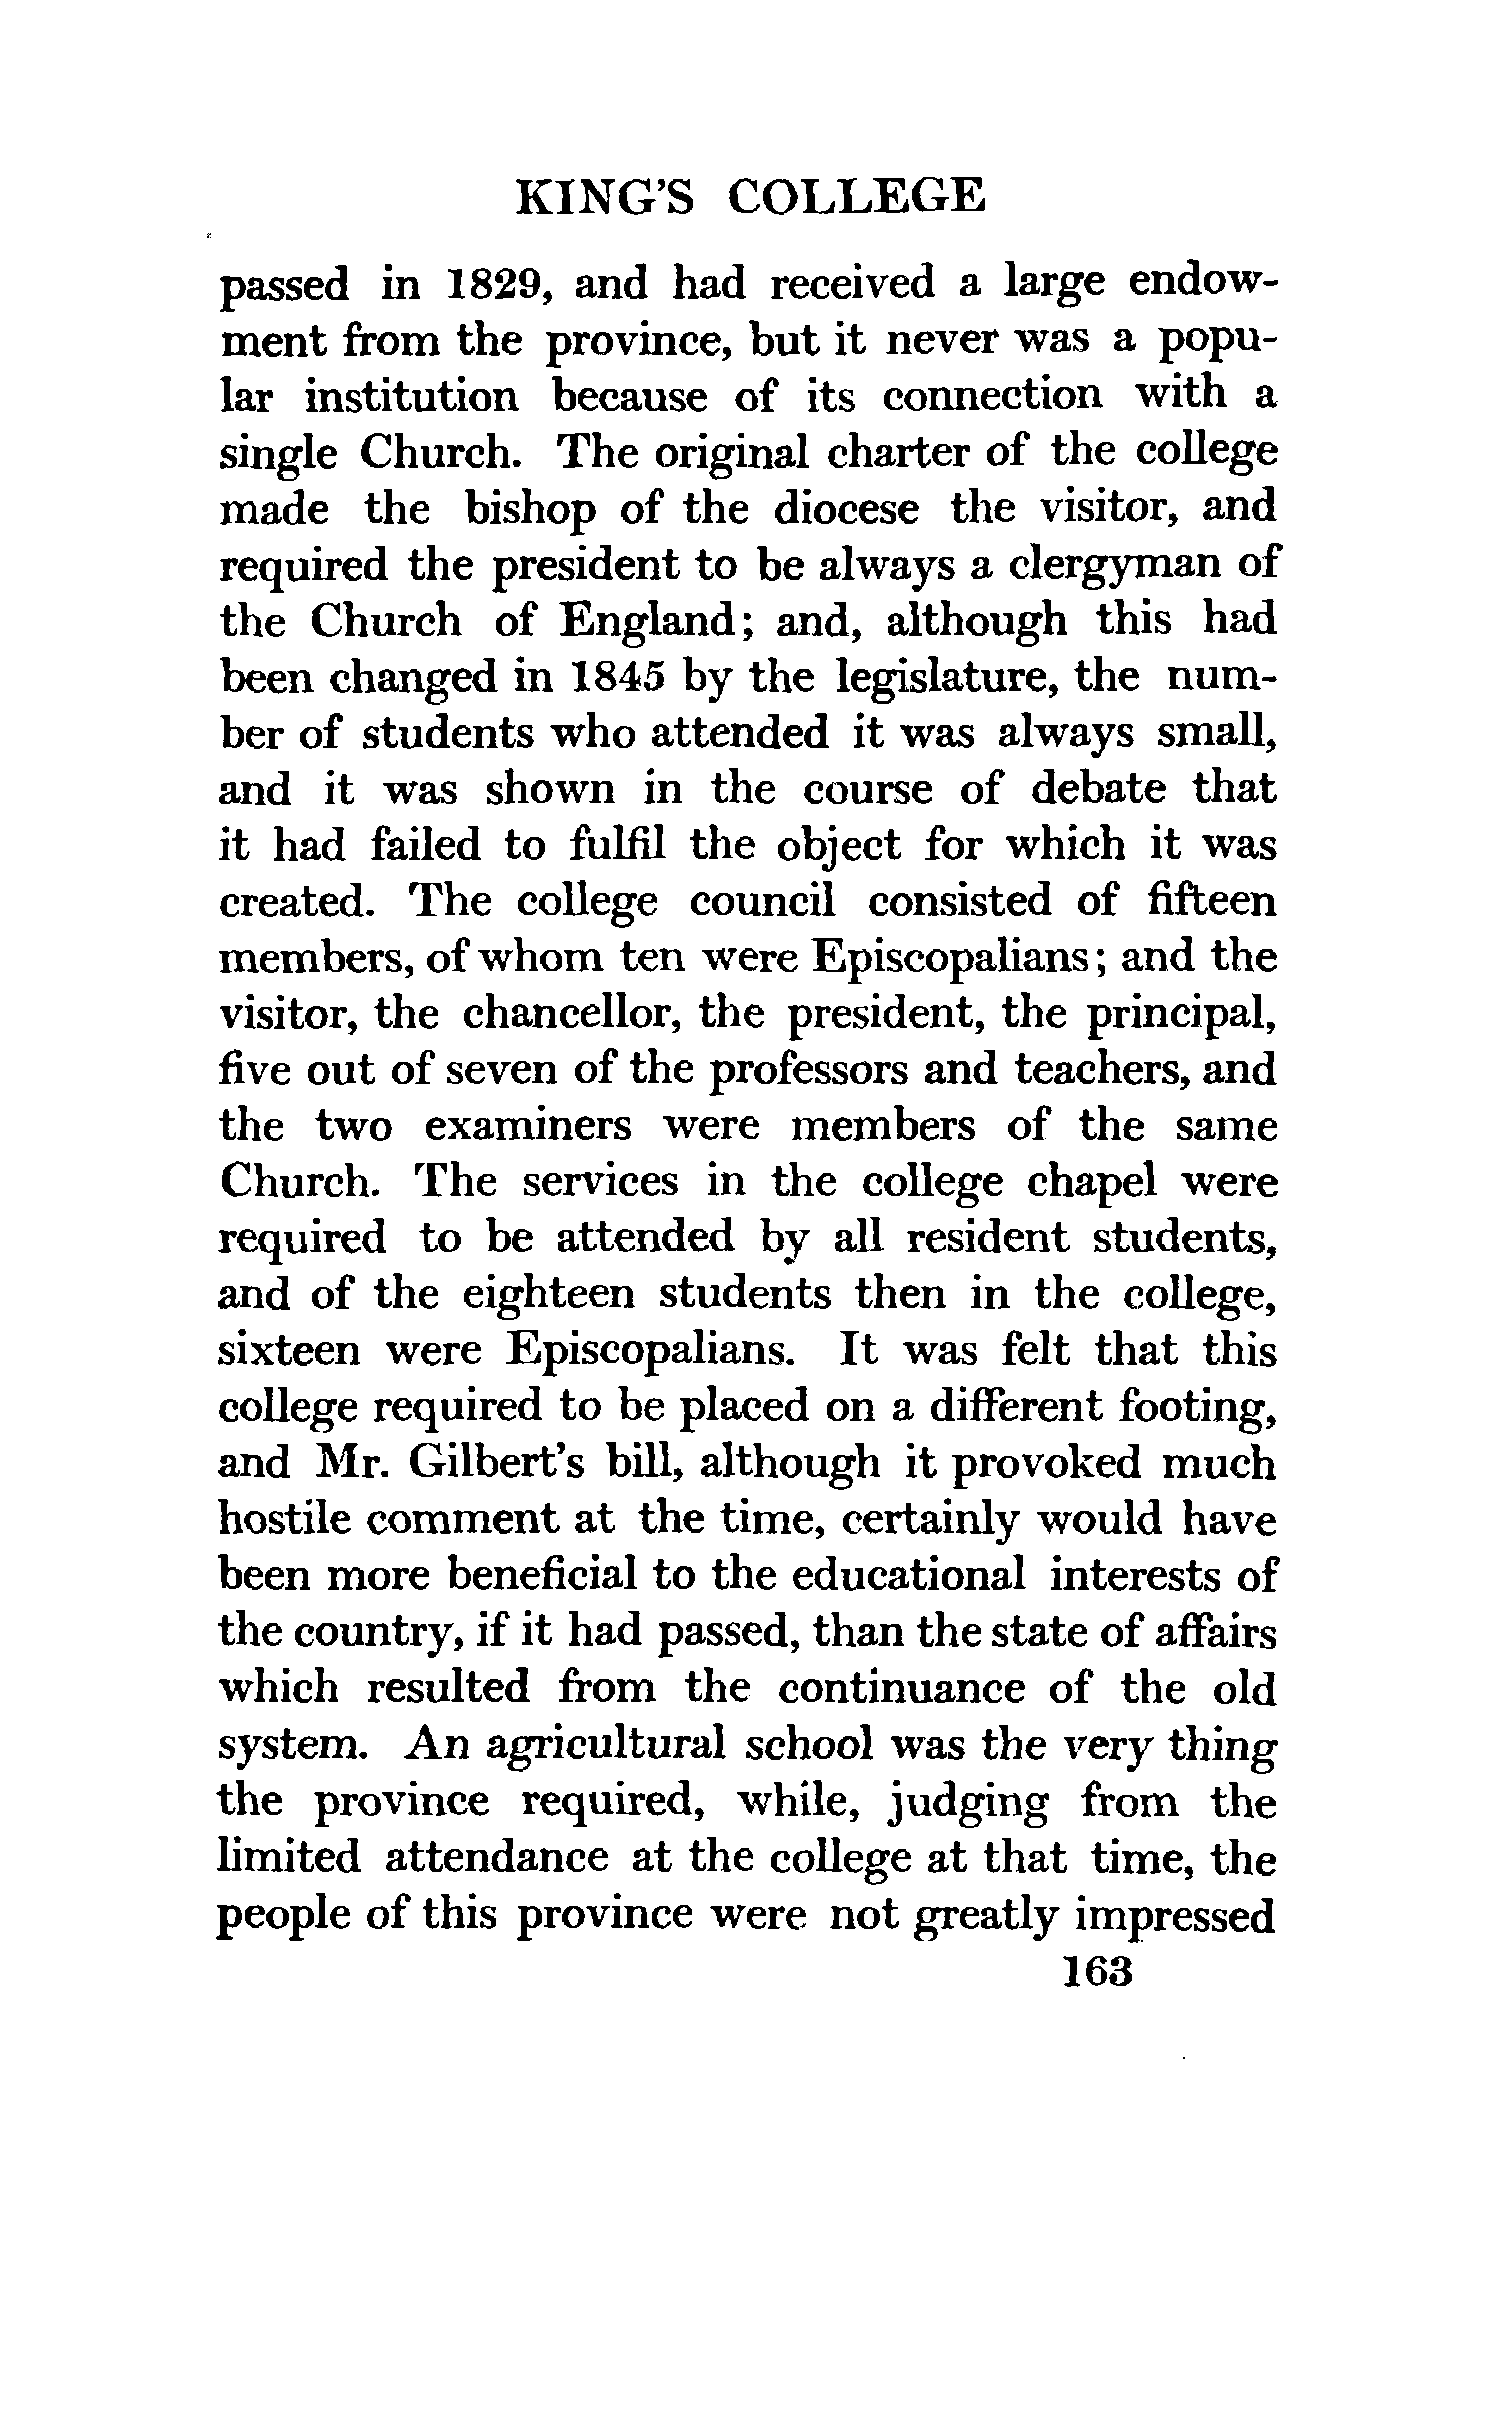 KING'S COLLEGE
passed in 1829, and had received a large endow-
ment from the province, but it never was a popu-
lar institution because of its connection with a
single Church. The original charter of the college
made the bishop of the diocese the visitor, and
required the president to be always a clergyman of
the Church of England; and, although this had
been changed in 1845 by the legislature, the num-
ber of students who attended it was always small,
and it was shown in the course of debate that
it had failed to fulfil the object for which it was
created. The college council consisted of fifteen
members, of whom ten were Episcopalians; and the
visitor, the chancellor, the president, the principal,
five out of seven of the professors and teachers, and
the two examiners were members of the same
Church. The services in the college chapel were
required to be attended by all resident students,
and of the eighteen students then in the college,
sixteen were Episcopalians. It was felt that this
college required to be placed on a different footing,
and Mr. Gilbert's bill, although it provoked much
hostile comment at the time, certainly would have
been more beneficial to the educational interests of
the country, if it had passed, than the state of affairs
which resulted from the continuance of the old
system. An agricultural school was the very thing
the province required, while, judging from the
limited attendance at the college at that time, the
people of this province were not greatly impressed
163